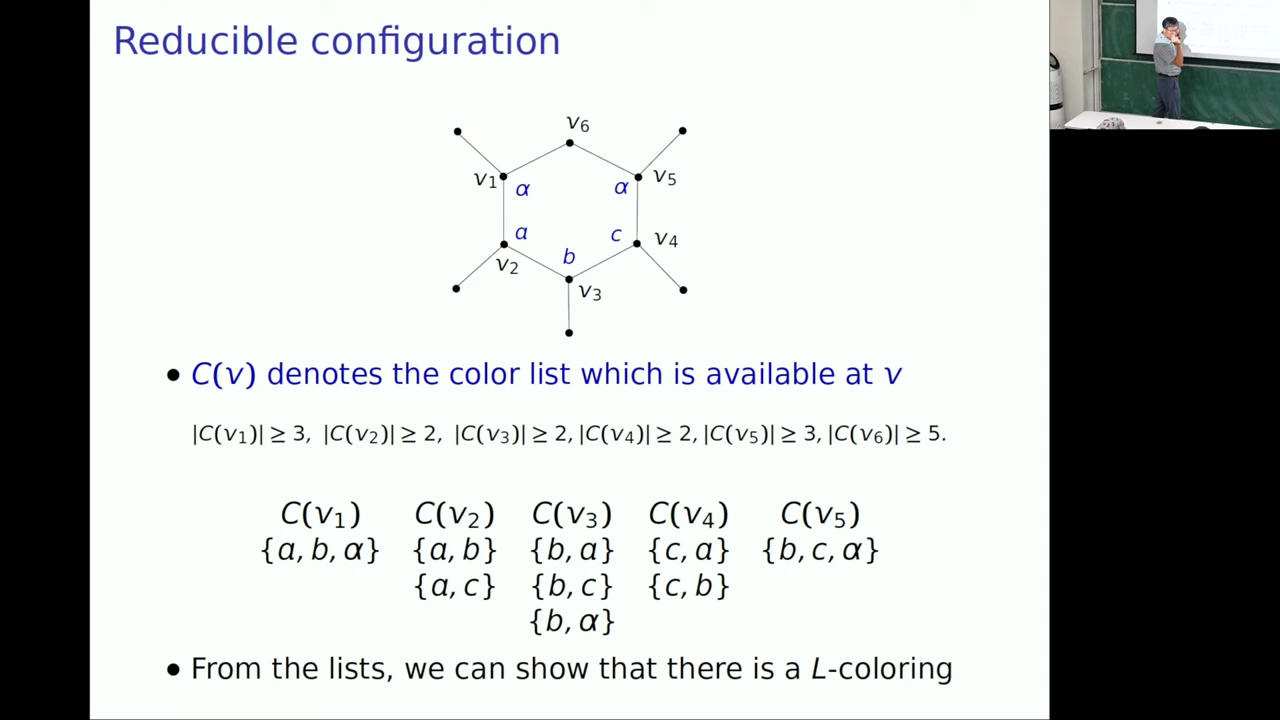 Reducible configuration
v₆
v₁ α α v₅
a c v₄
v₂ b
v₃
• C(v) denotes the color list which is available at v
|C(v₁)| ≥ 3, |C(v₂)| ≥ 2, |C(v₃)| ≥ 2, |C(v₄)| ≥ 2, |C(v₅)| ≥ 3, |C(v₆)| ≥ 5.
C(v₁) C(v₂) C(v₃) C(v₄) C(v₅)
{a, b, α} {a, b} {b, a} {c, a} {b, c, α}
{a, c} {b, c} {c, b}
{b, α}
• From the lists, we can show that there is a L-coloring